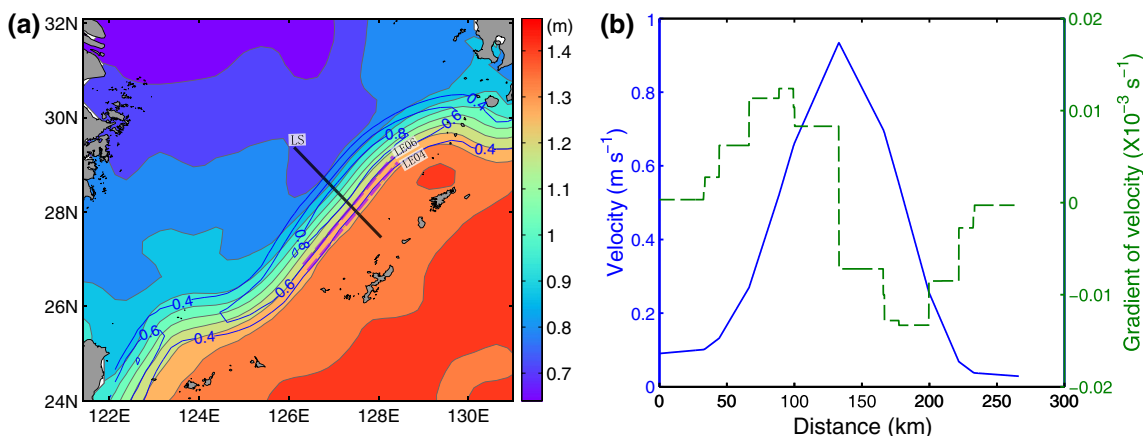 (a)
32N
30N
28N
26N
24N
122E
124E
126E
128E
130E
(m)
1.4
1.3
1.2
1.1
1
0.9
0.8
0.7
LS
LE06
LE01
0.4
0.6
0.8
0.4
0.8
0.6
0.4
0.6
0.4
(b)
Velocity (m s⁻¹)
1
0.8
0.6
0.4
0.2
0
0
50
100
150
200
250
300
Distance (km)
0.02
0.01
0
−0.01
−0.02
Gradient of velocity (X10⁻³ s⁻¹)